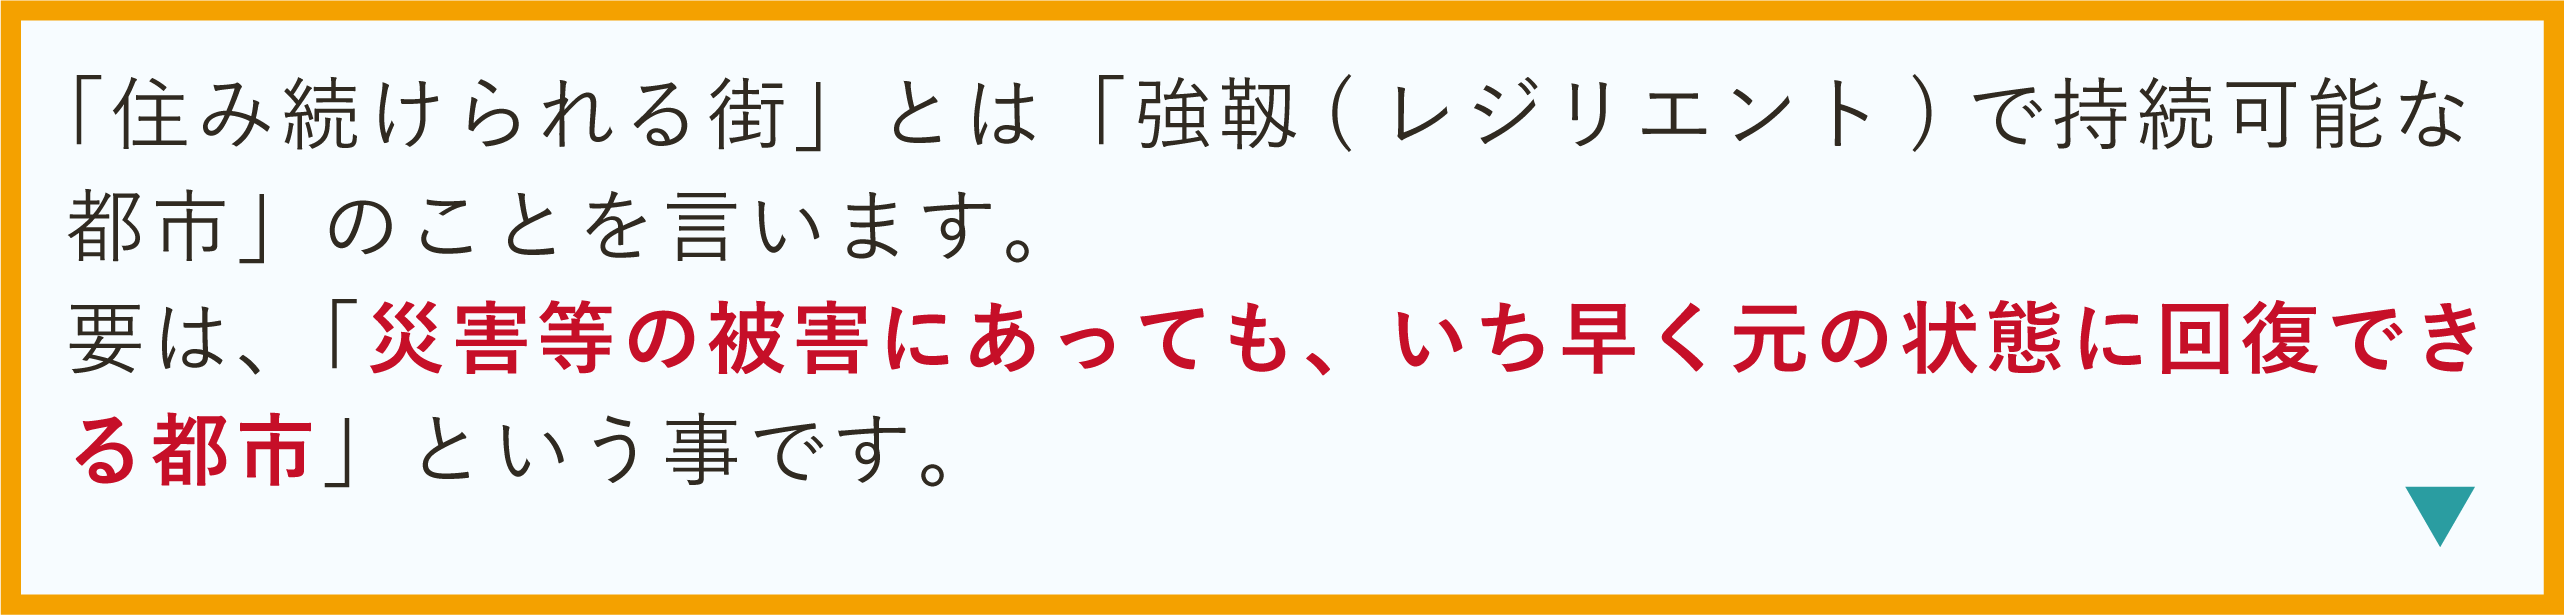 「住み続けられる街」とは「強靱(レジリエント)で持続可能な
都市」のことを言います。
要は、「災害等の被害にあっても、いち早く元の状態に回復でき
る都市」という事です。